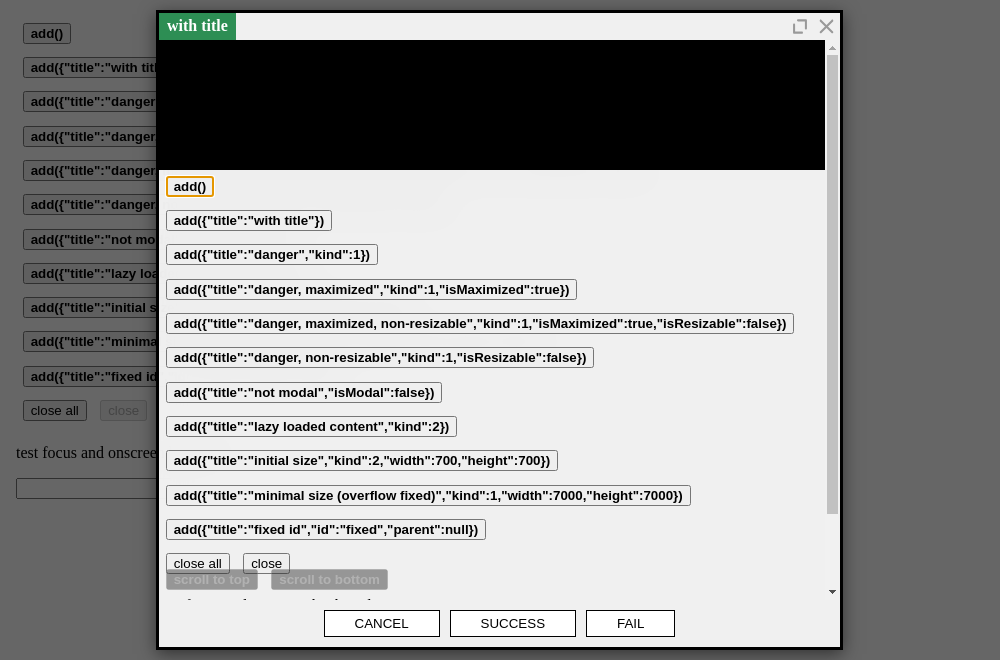 with title
add()
add({"title":"with titl
add({"title":"danger
add({"title":"danger
add({"title":"danger
add({"title":"danger
add({"title":"not mo
add({"title":"lazy loa
add({"title":"initial s
add({"title":"minima
add({"title":"fixed id
close all close
test focus and onscree
add()
add({"title":"with title"})
add({"title":"danger","kind":1})
add({"title":"danger, maximized","kind":1,"isMaximized":true})
add({"title":"danger, maximized, non-resizable","kind":1,"isMaximized":true,"isResizable":false})
add({"title":"danger, non-resizable","kind":1,"isResizable":false})
add({"title":"not modal","isModal":false})
add({"title":"lazy loaded content","kind":2})
add({"title":"initial size","kind":2,"width":700,"height":700})
add({"title":"minimal size (overflow fixed)","kind":1,"width":7000,"height":7000})
add({"title":"fixed id","id":"fixed","parent":null})
close all close
scroll to top scroll to bottom
CANCEL SUCCESS FAIL